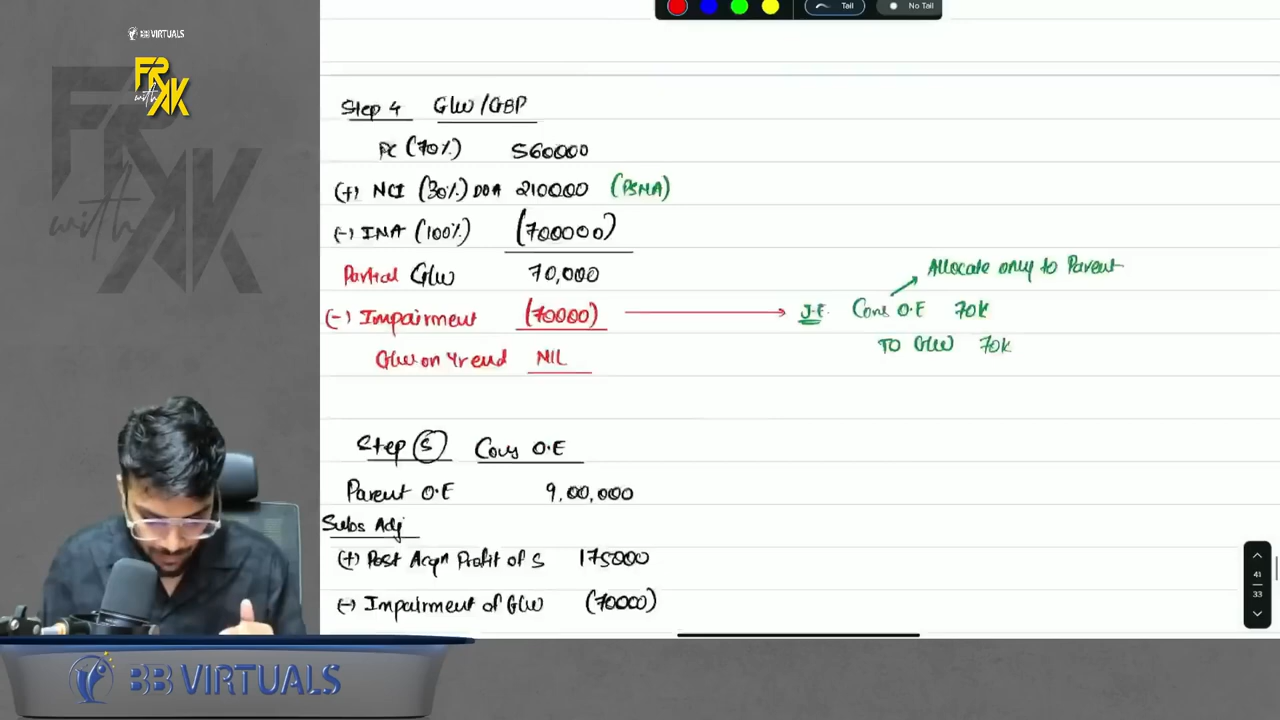 Tail
No Tail
BB VIRTUALS
FR
with
AK
Step 4 GW/GBP
PC (70%) 560000
(+) NCI (30%) DOA 210000 (PSNA)
(-) INA (100%) (700000)
Partial GW 70,000
Allocate only to Parent
(-) Impairment (70000)
J.E. Cons O.E 70k
TO GW 70k
GW on Yrend NIL
Step 5 Cons O.E
Parent O.E 9,00,000
Subs Adj
(+) Post Acqn Profit of S 175000
(-) Impairment of GW (70000)
41
33
BB VIRTUALS